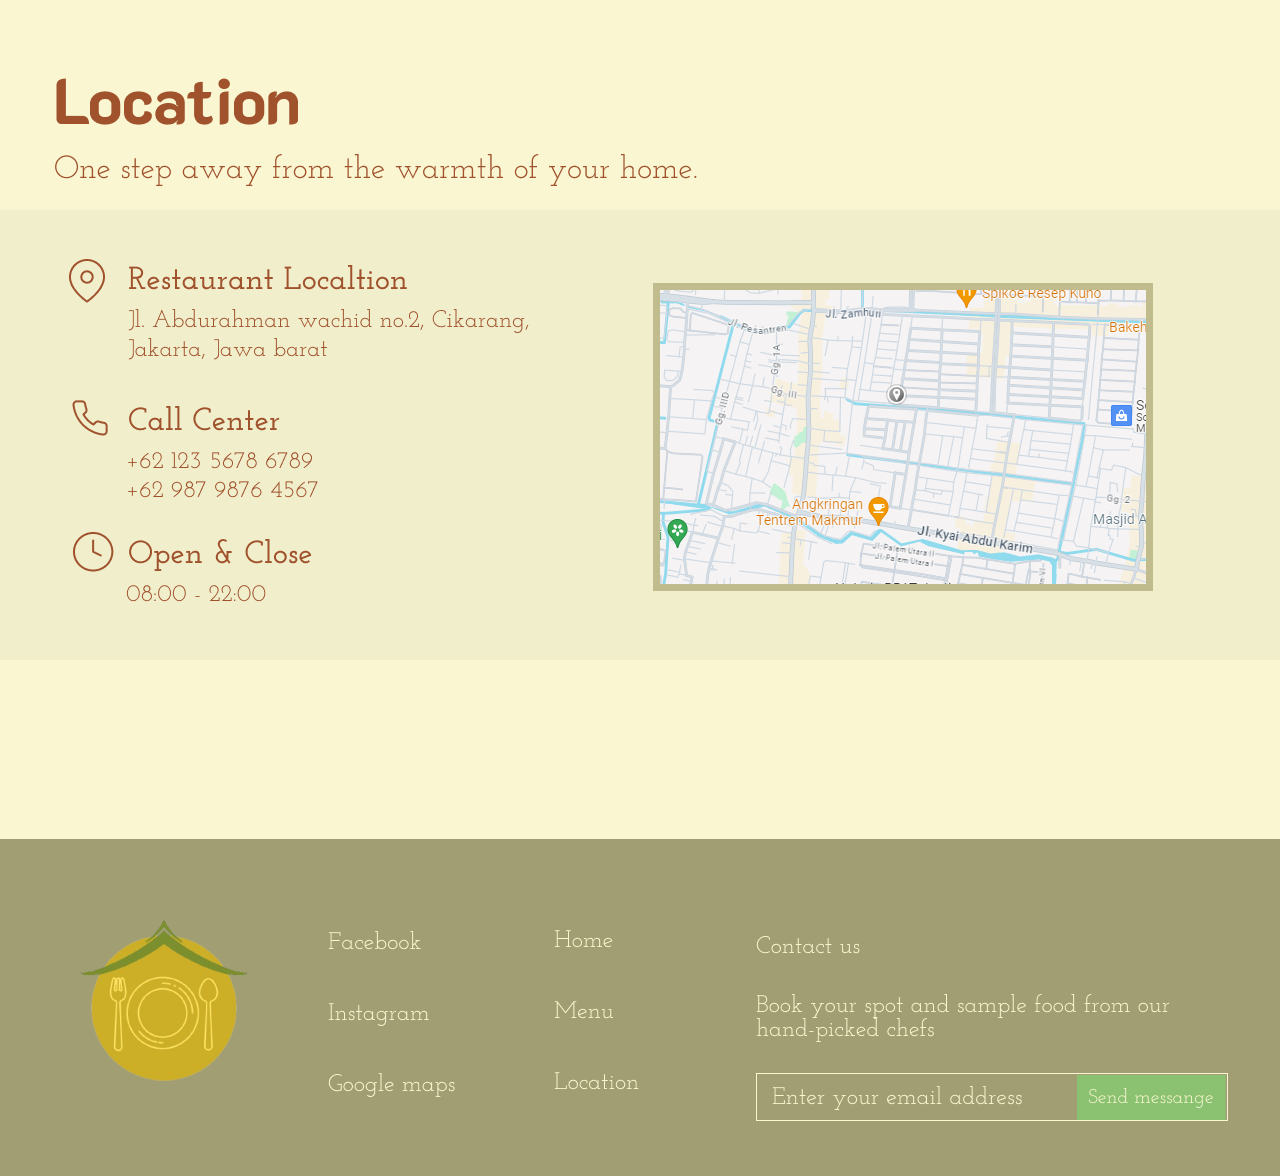 Location
One step away from the warmth of your home.
Restaurant Localtion
Jl. Abdurahman wachid no.2, Cikarang,
Jakarta, Jawa barat
Call Center
+62 123 5678 6789
+62 987 9876 4567
Open & Close
08:00 - 22:00
Spikoe Resep Kuno
Jl. Zamhuri
Jl. Pesantren
Bakeh
Gg. 1A
Gg. III
Gg. IIID
Gg. 2
Angkringan
Tentrem Makmur
Masjid A
Jl. Kyai Abdul Karim
Jl. Palem Utara II
Jl. Palem Utara I
Facebook
Instagram
Google maps
Home
Menu
Location
Contact us
Book your spot and sample food from our
hand-picked chefs
Enter your email address
Send messange